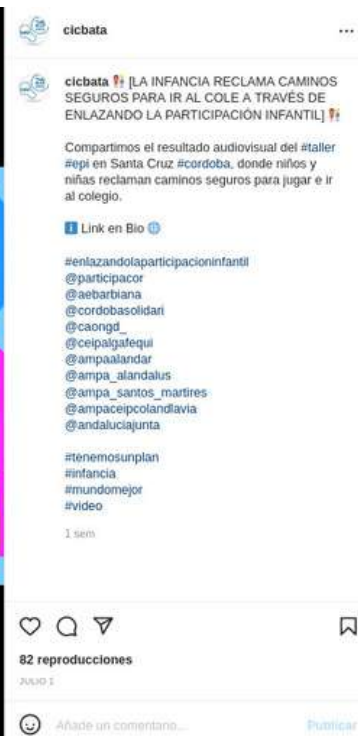 cicbata
cicbata [LA INFANCIA RECLAMA CAMINOS
SEGUROS PARA IR AL COLE A TRAVÉS DE
ENLAZANDO LA PARTICIPACIÓN INFANTIL]
Compartimos el resultado audiovisual del #taller
#epi en Santa Cruz #cordoba, donde niños y
niñas reclaman caminos seguros para jugar e ir
al colegio.
Link en Bio
#enlazandolaparticipacioninfantil
@participacor
@aebarbiana
@cordobasolidari
@caongd_
@ceipalgafequi
@ampaalandar
@ampa_alandalus
@ampa_santos_martires
@ampaceipcolandlavia
@andaluciajunta
#tenemosunplan
#infancia
#mundomejor
#video
1 sem
82 reproducciones
JULIO 1
Añade un comentario...
Publicar